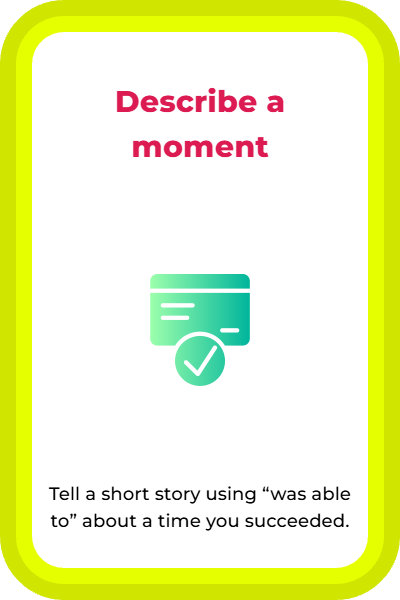 Describe a
moment
Tell a short story using “was able
to” about a time you succeeded.